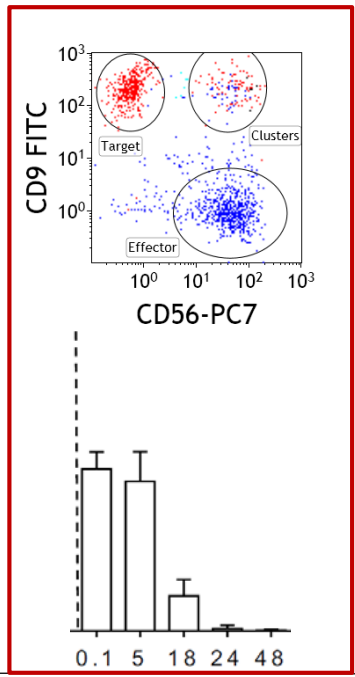 10³
10²
10¹
10⁰
CD9 FITC
Target
Clusters
Effector
10⁰ 10¹ 10² 10³
CD56-PC7
0.1 5 18 24 48